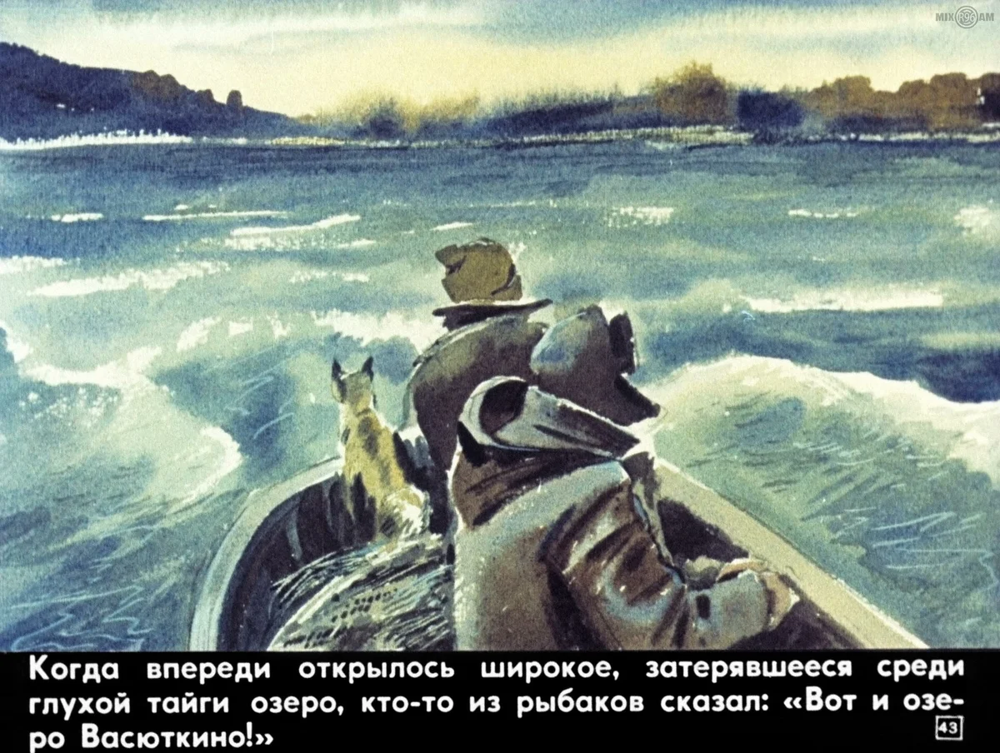 MIX R96 AM
Когда впереди открылось широкое, затерявшееся среди
глухой тайги озеро, кто-то из рыбаков сказал: «Вот и озе-
ро Васюткино!»
43